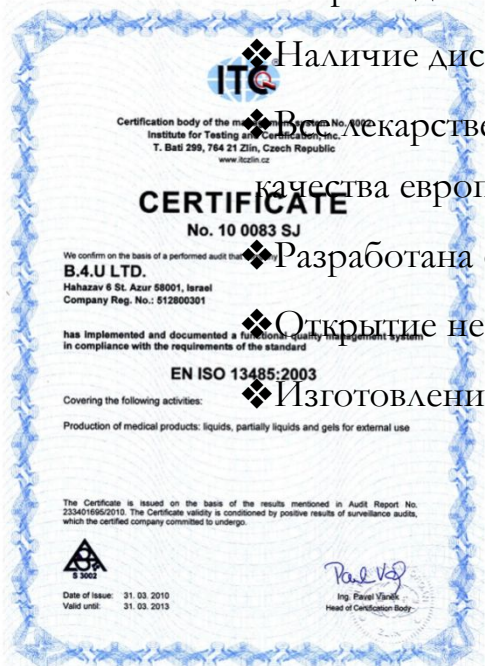 ITC
Certification body of the management system No. 3002
Institute for Testing and Certification, Inc.
T. Bati 299, 764 21 Zlin, Czech Republic
www.itczlin.cz
CERTIFICATE
No. 10 0083 SJ
We confirm on the basis of a performed audit that
B.4.U LTD.
Hahazav 6 St. Azur 58001, Israel
Company Reg. No.: 512800301
has implemented and documented a functional quality management system
in compliance with the requirements of the standard
EN ISO 13485:2003
Covering the following activities:
Production of medical products: liquids, partially liquids and gels for external use
The Certificate is issued on the basis of the results mentioned in Audit Report No.
233401695/2010. The Certificate validity is conditioned by positive results of surveillance audits,
which the certified company committed to undergo.
S 3002
Date of Issue: 31. 03. 2010
Valid until: 31. 03. 2013
Ing. Pavel Vaněk
Head of Certification Body
❖Наличие дис
❖Все лекарстве
качества европ
❖Разработана
❖Открытие не
❖Изготовлени